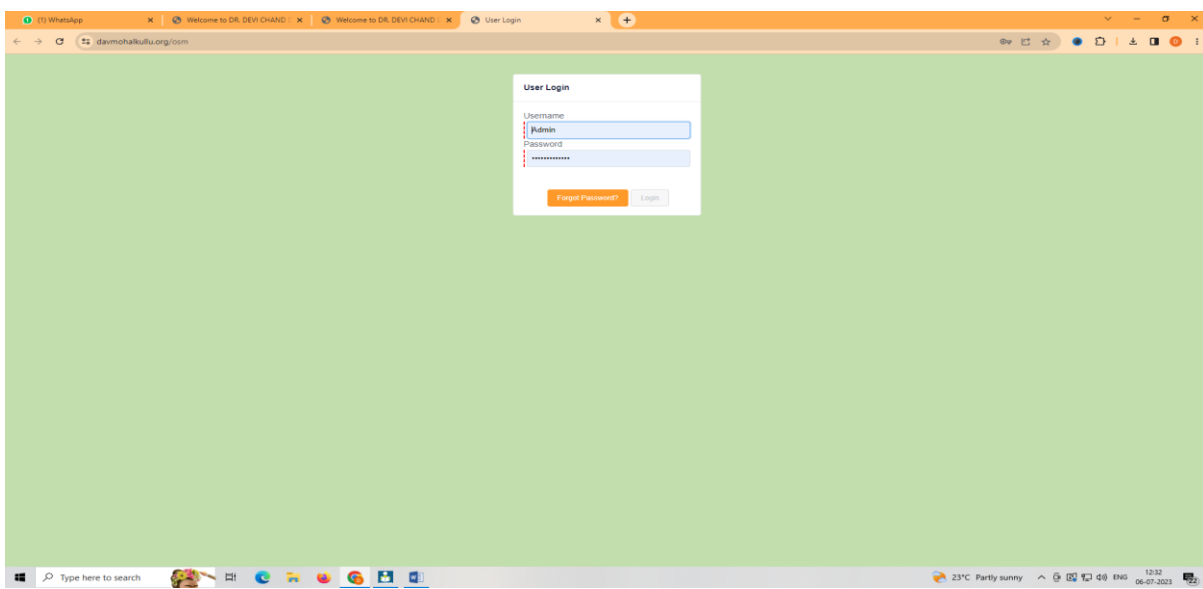 (1) WhatsApp
Welcome to DR. DEVI CHAND
Welcome to DR. DEVI CHAND
User Login
davmohalkullu.org/osm
D
User Login
Username
Admin
Password
•••••••••••••
Forgot Password? Login
Type here to search
23°C Partly sunny
ENG
12:32
06-07-2023
22